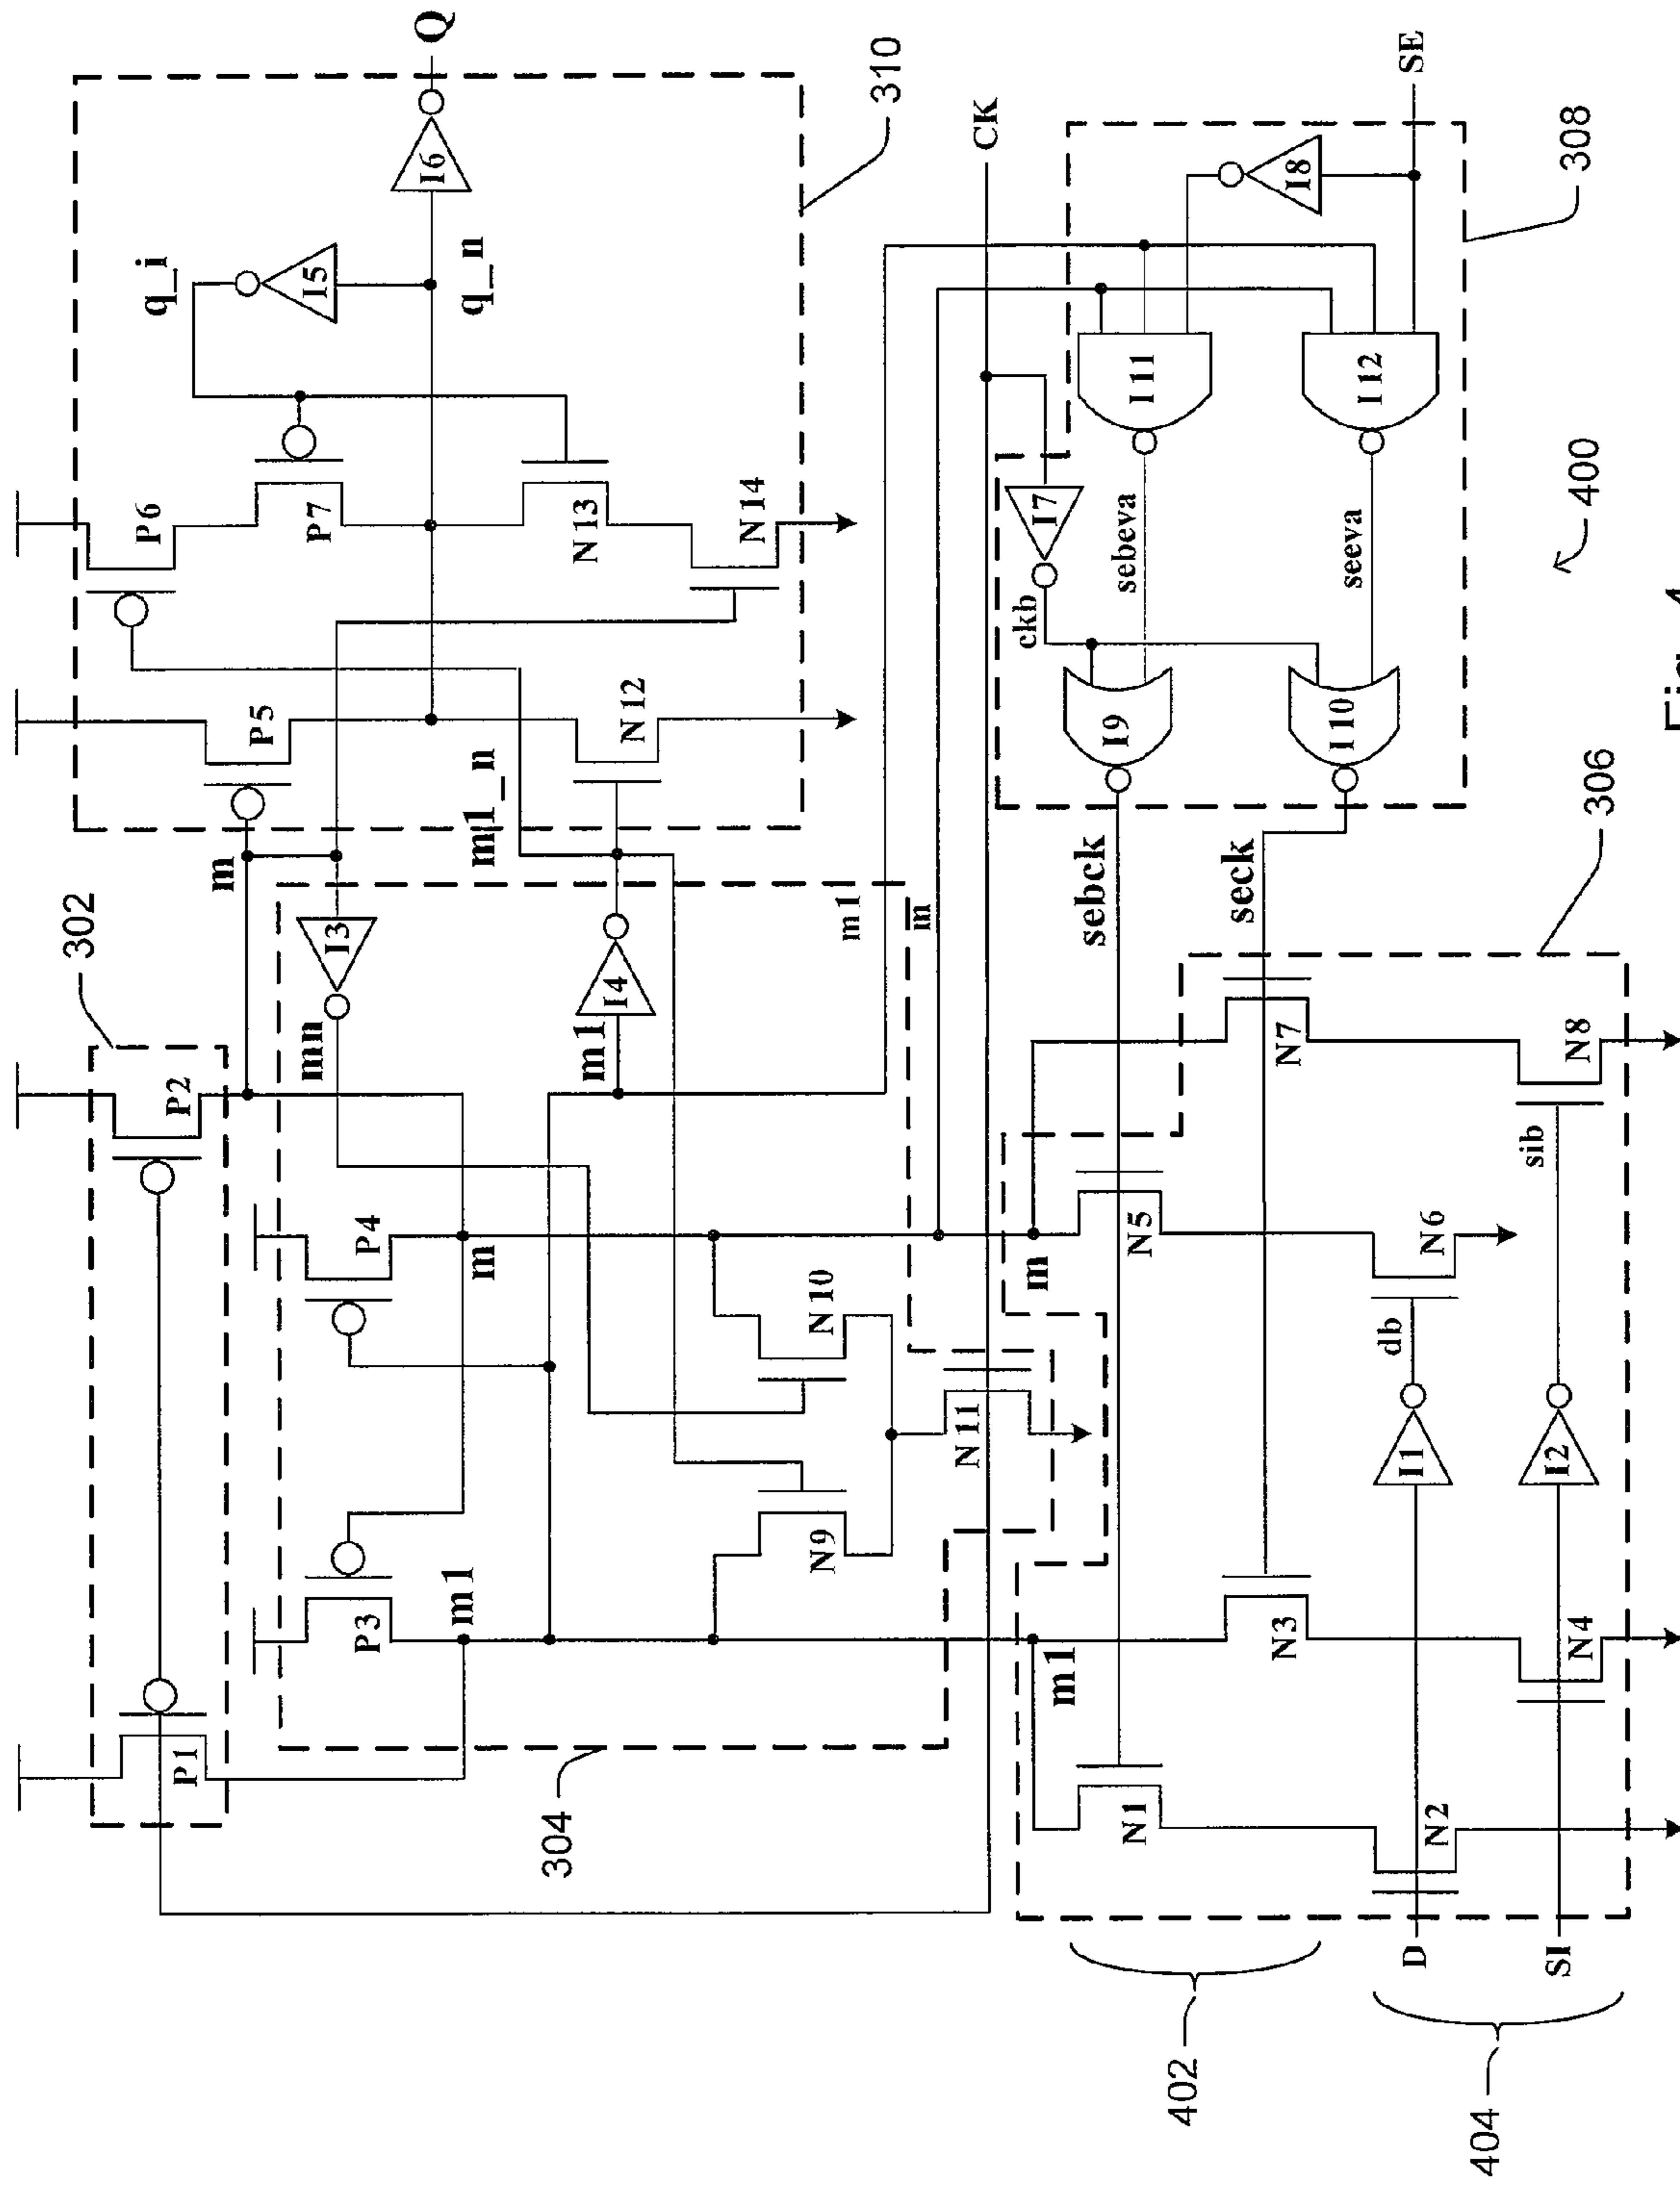 302
P1
P2
m
P5
P6
P7
q_i
I5
q_n
I6
Q
310
N12
N13
N14
m1_n
304
P3
P4
m1
m
mn
I3
m1
I4
N9
N10
N11
m1
m
CK
m1
m
N1
N5
N3
N7
N2
N6
N4
N8
D
SI
I1
I2
db
sib
402
404
306
sebck
seck
I9
I10
ckb
I7
sebeva
seeva
I11
I12
I8
SE
308
400